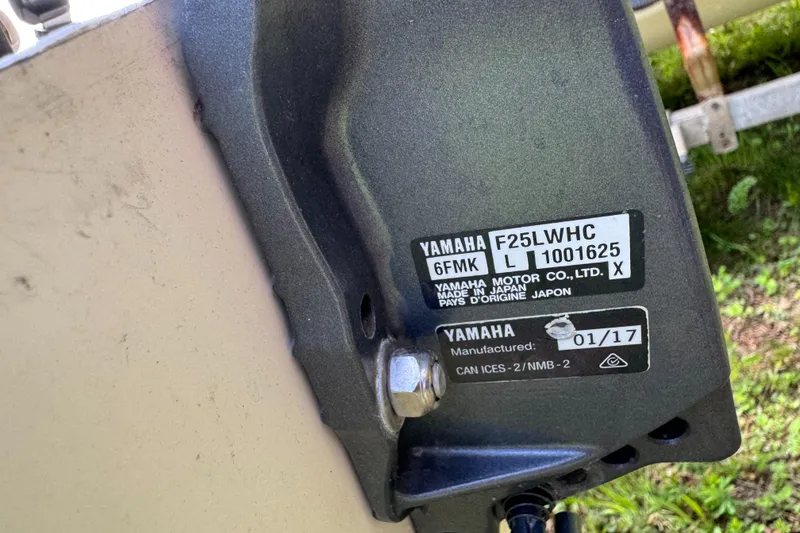 YAMAHA F25LWHC
6FMK L 1001625
YAMAHA MOTOR CO.,LTD. X
MADE IN JAPAN
PAYS D'ORIGINE JAPON
YAMAHA
Manufactured: 01/17
CAN ICES-2/NMB-2